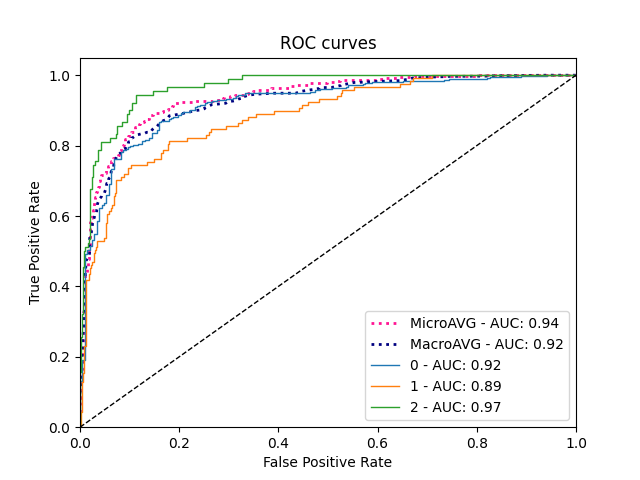 ROC curves
True Positive Rate
1.0
0.8
0.6
0.4
0.2
0.0
MicroAVG - AUC: 0.94
MacroAVG - AUC: 0.92
0 - AUC: 0.92
1 - AUC: 0.89
2 - AUC: 0.97
0.0 0.2 0.4 0.6 0.8 1.0
False Positive Rate